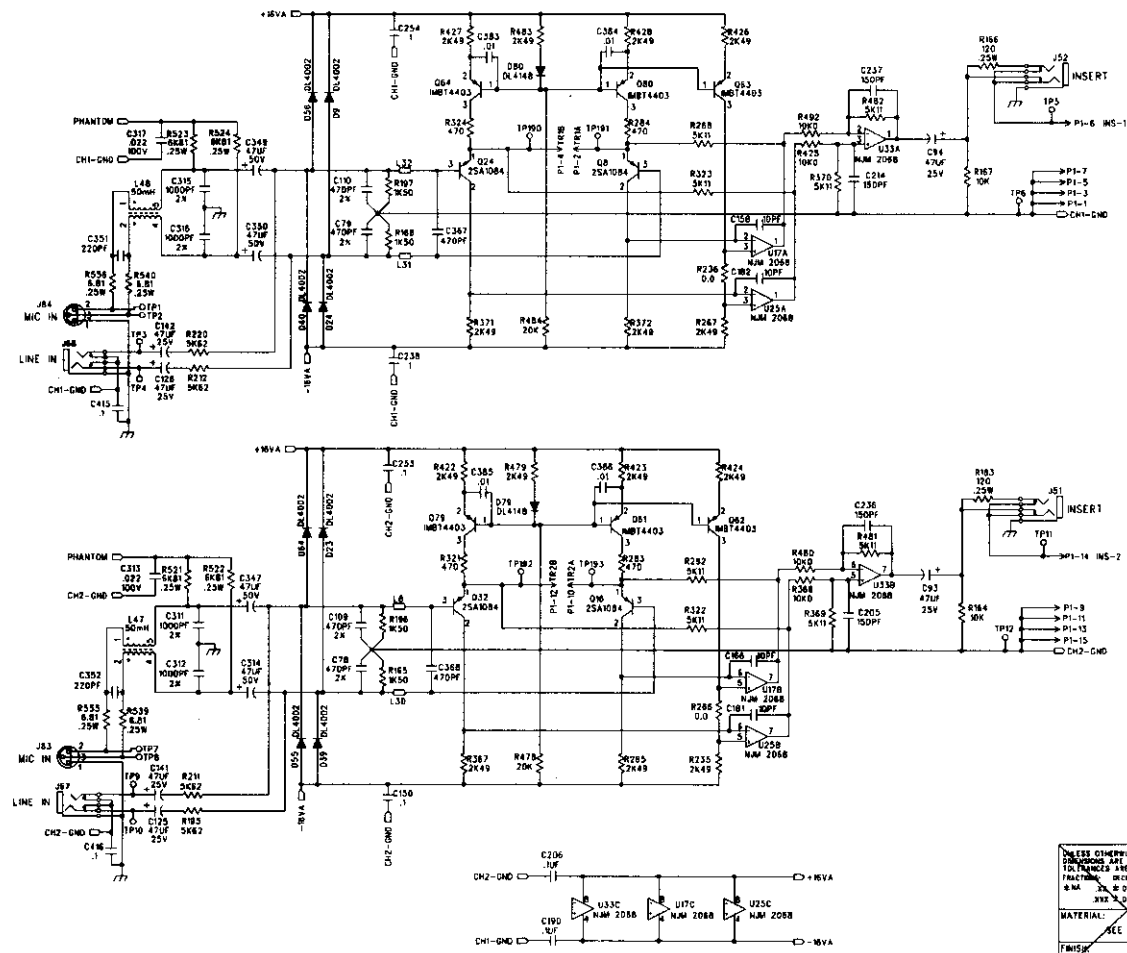 +16VA
C254
.1
CH1-GND
R427
2K49
C383
.01
R483
2K49
D80
DL4148
C384
.01
R428
2K49
R426
2K49
Q64
IMBT4403
Q80
IMBT4403
Q63
IMBT4403
DL4002
D56
DL4002
D9
R166
120
.25W
J52
INSERT
TP5
P1-6 INS-1
C237
150PF
R482
5K11
R492
10K0
R425
10K0
U33A
NJM 2068
C94
47UF
25V
R167
10K
R370
5K11
C214
150PF
TP6
P1-7
P1-5
P1-3
P1-1
CH1-GND
PHANTOM
C317
.022
100V
R523
6K81
.25W
R524
6K81
.25W
C349
47UF
50V
CH1-GND
L48
50mH
C315
1000PF
2%
C316
1000PF
2%
C351
220PF
C350
47UF
50V
R556
6.81
.25W
R540
6.81
.25W
J84
MIC IN
TP1
TP2
TP3
C142
47UF
25V
R220
5K62
LINE IN
TP4
C126
47UF
25V
R212
5K62
CH1-GND
C415
.1
L32
C110
470PF
2%
R197
1K50
C79
470PF
2%
R168
1K50
C367
470PF
L31
R324
470
Q24
2SA1084
TP190
TP191
R284
470
Q8
2SA1084
R268
5K11
R323
5K11
C158
10PF
U17A
NJM 2068
R236
0.0
C182
10PF
U25A
NJM 2068
DL4002
D40
DL4002
D24
R371
2K49
R484
20K
R372
2K49
R267
2K49
-16VA
C238
.1
CH1-GND
+16VA
C253
.1
CH2-GND
R422
2K49
C385
.01
R479
2K49
D79
DL4148
C386
.01
R423
2K49
R424
2K49
Q79
IMBT4403
Q61
IMBT4403
Q62
IMBT4403
DL4002
D64
DL4002
D23
R183
120
.25W
J51
INSERT
TP11
P1-14 INS-2
C236
150PF
R481
5K11
R480
10K0
R368
10K0
U33B
NJM 2068
C93
47UF
25V
R164
10K
R369
5K11
C205
150PF
TP12
P1-9
P1-11
P1-13
P1-15
CH2-GND
PHANTOM
C313
.022
100V
R521
6K81
.25W
R522
6K81
.25W
C347
47UF
50V
CH2-GND
L47
50mH
C311
1000PF
2%
C312
1000PF
2%
C352
220PF
C314
47UF
50V
R555
6.81
.25W
R539
6.81
.25W
J83
MIC IN
TP7
TP8
TP9
C141
47UF
25V
R211
5K62
J67
LINE IN
TP10
C125
47UF
25V
R195
5K62
CH2-GND
C416
.1
L6
C109
470PF
2%
R196
1K50
C78
470PF
2%
R165
1K50
C368
470PF
L30
R321
470
Q32
2SA1084
TP192
TP193
R283
470
Q16
2SA1084
R292
5K11
R322
5K11
C166
10PF
U17B
NJM 2068
R266
0.0
C181
10PF
U25B
NJM 2068
DL4002
D55
DL4002
D39
R367
2K49
R478
20K
R265
2K49
R235
2K49
-16VA
C150
.1
CH2-GND
C206
.1UF
CH2-GND
+16VA
U33C
NJM 2068
U17C
NJM 2068
U25C
NJM 2068
C190
.1UF
CH1-GND
-16VA
MATERIAL:
SEE
FINISH